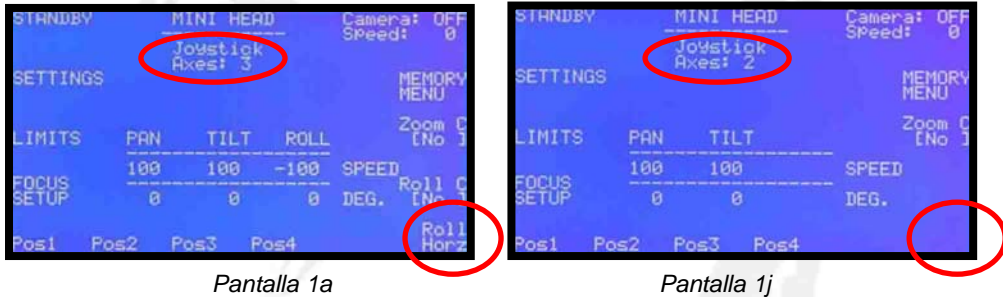 STANDBY MINI HEAD Camera: OFF
Speed: 0
Joystick
Axes: 3
SETTINGS MEMORY
MENU
Zoom C
LIMITS PAN TILT ROLL [No ]
100 100 -100 SPEED
FOCUS Roll C
SETUP 0 0 0 DEG. [No ]
Roll
Pos1 Pos2 Pos3 Pos4 Horz
Pantalla 1a
STANDBY MINI HEAD Camera: OFF
Speed: 0
Joystick
Axes: 2
SETTINGS MEMORY
MENU
Zoom C
LIMITS PAN TILT [No ]
100 100 SPEED
FOCUS
SETUP 0 0 DEG.
Pos1 Pos2 Pos3 Pos4
Pantalla 1j